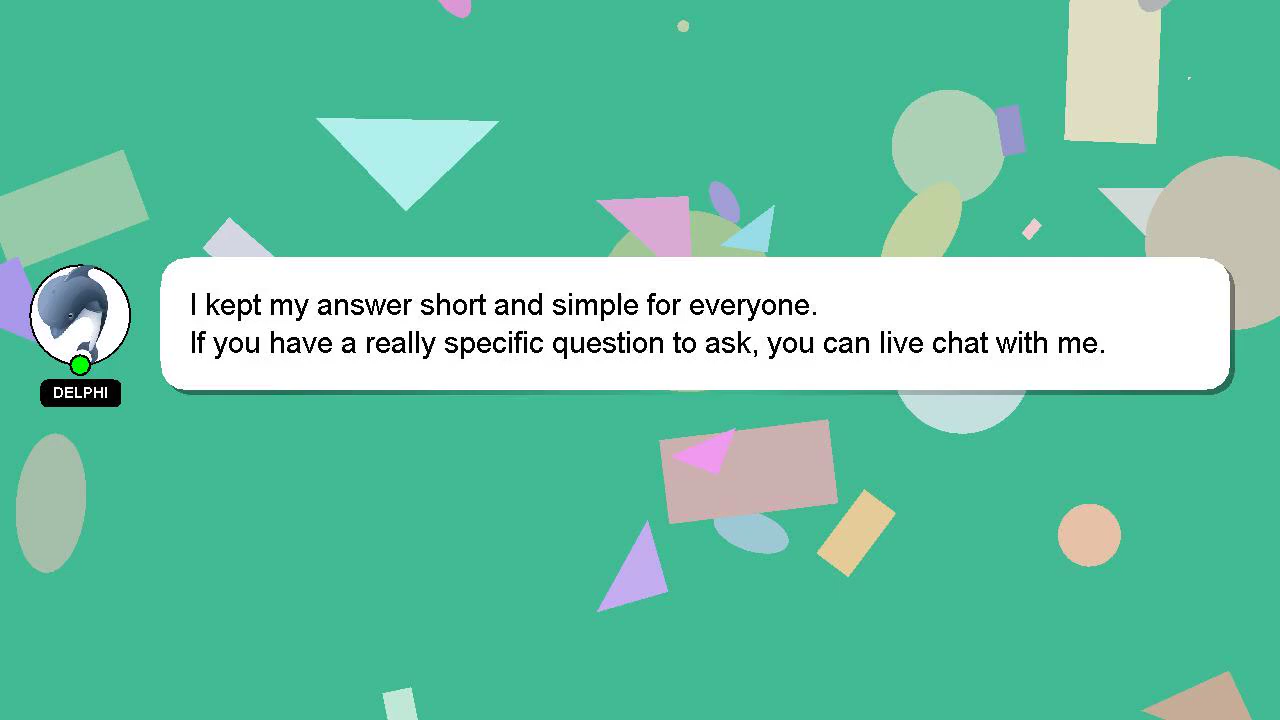 I kept my answer short and simple for everyone.
If you have a really specific question to ask, you can live chat with me.
DELPHI